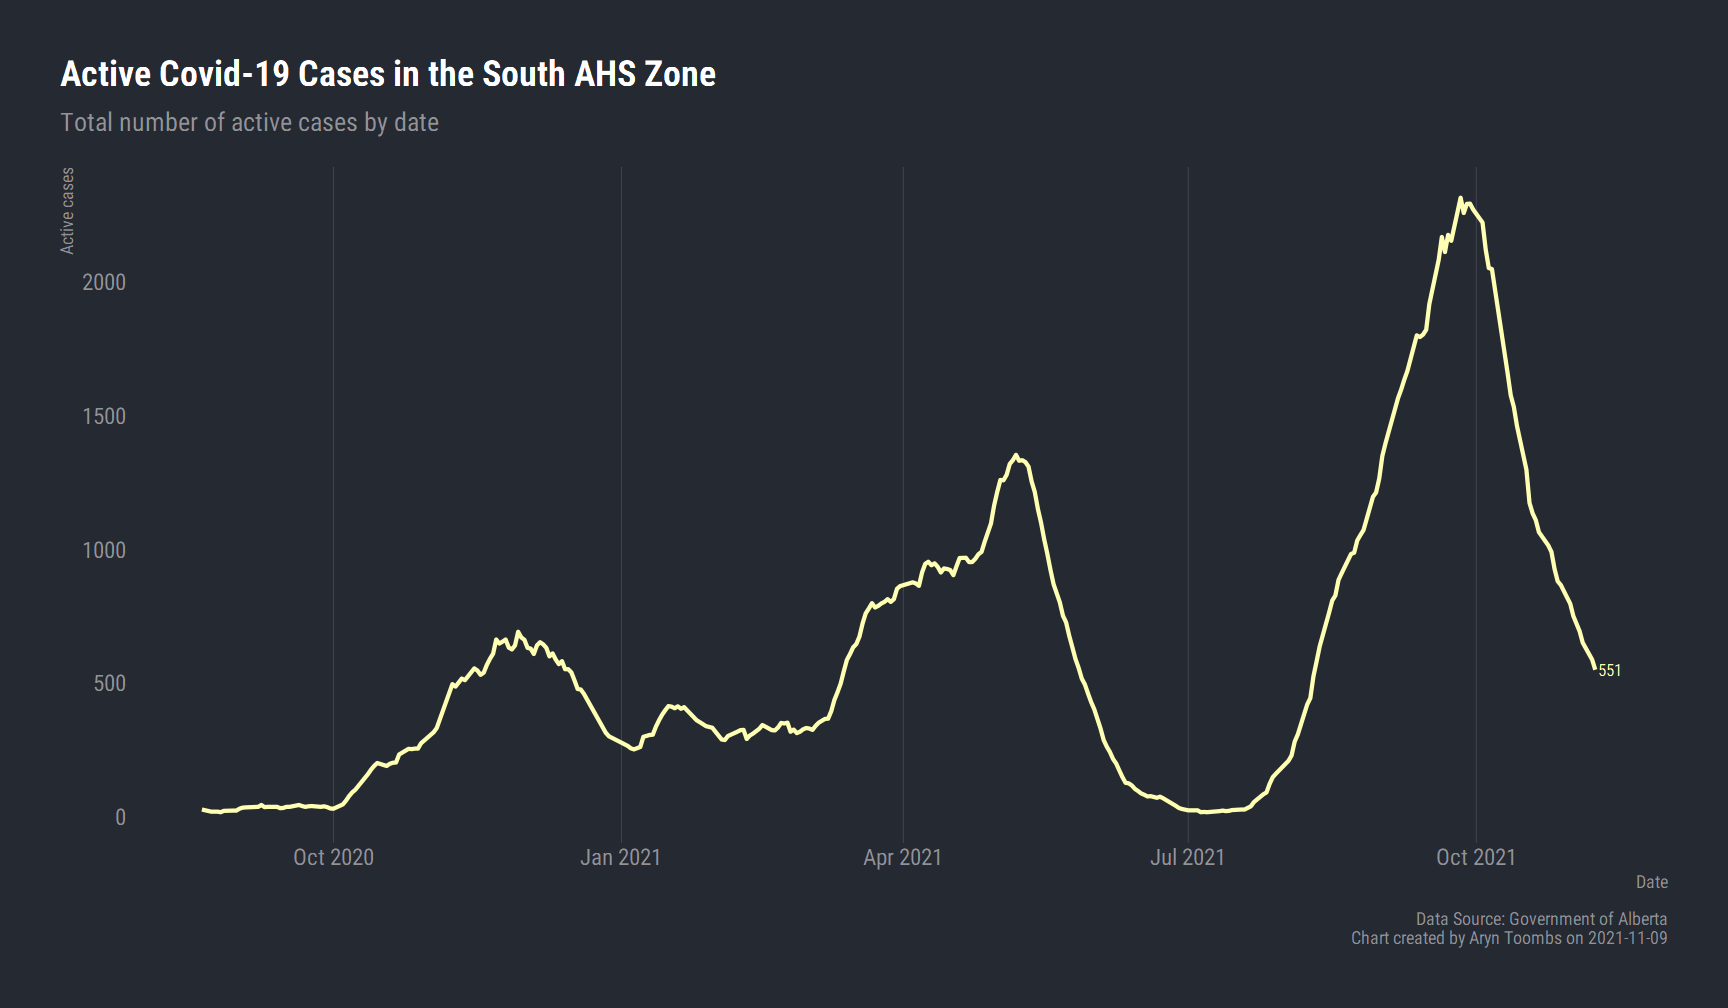 Active Covid-19 Cases in the South AHS Zone
Total number of active cases by date
Active cases
2000
1500
1000
500
0
551
Oct 2020
Jan 2021
Apr 2021
Jul 2021
Oct 2021
Date
Data Source: Government of Alberta
Chart created by Aryn Toombs on 2021-11-09